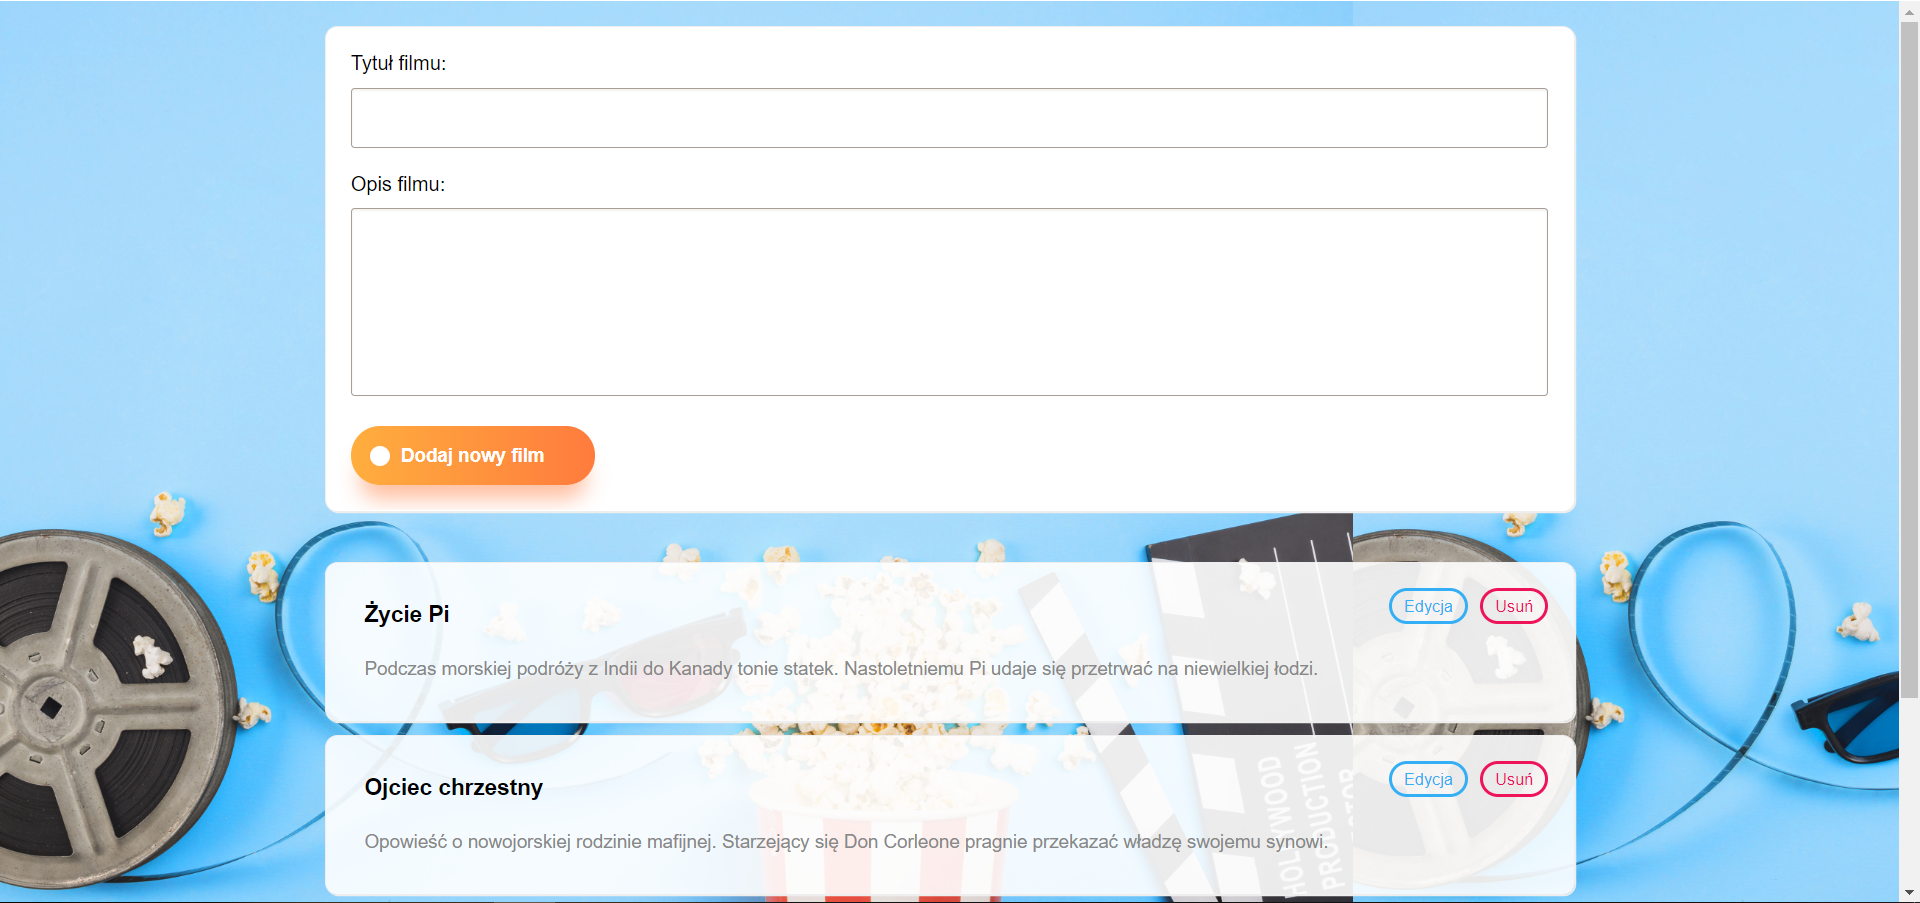 Tytuł filmu:
Opis filmu:
Dodaj nowy film
Życie Pi
Edycja
Usuń
Podczas morskiej podróży z Indii do Kanady tonie statek. Nastoletniemu Pi udaje się przetrwać na niewielkiej łodzi.
Ojciec chrzestny
Edycja
Usuń
Opowieść o nowojorskiej rodzinie mafijnej. Starzejący się Don Corleone pragnie przekazać władzę swojemu synowi.
HOLLYWOOD
PRODUCTION